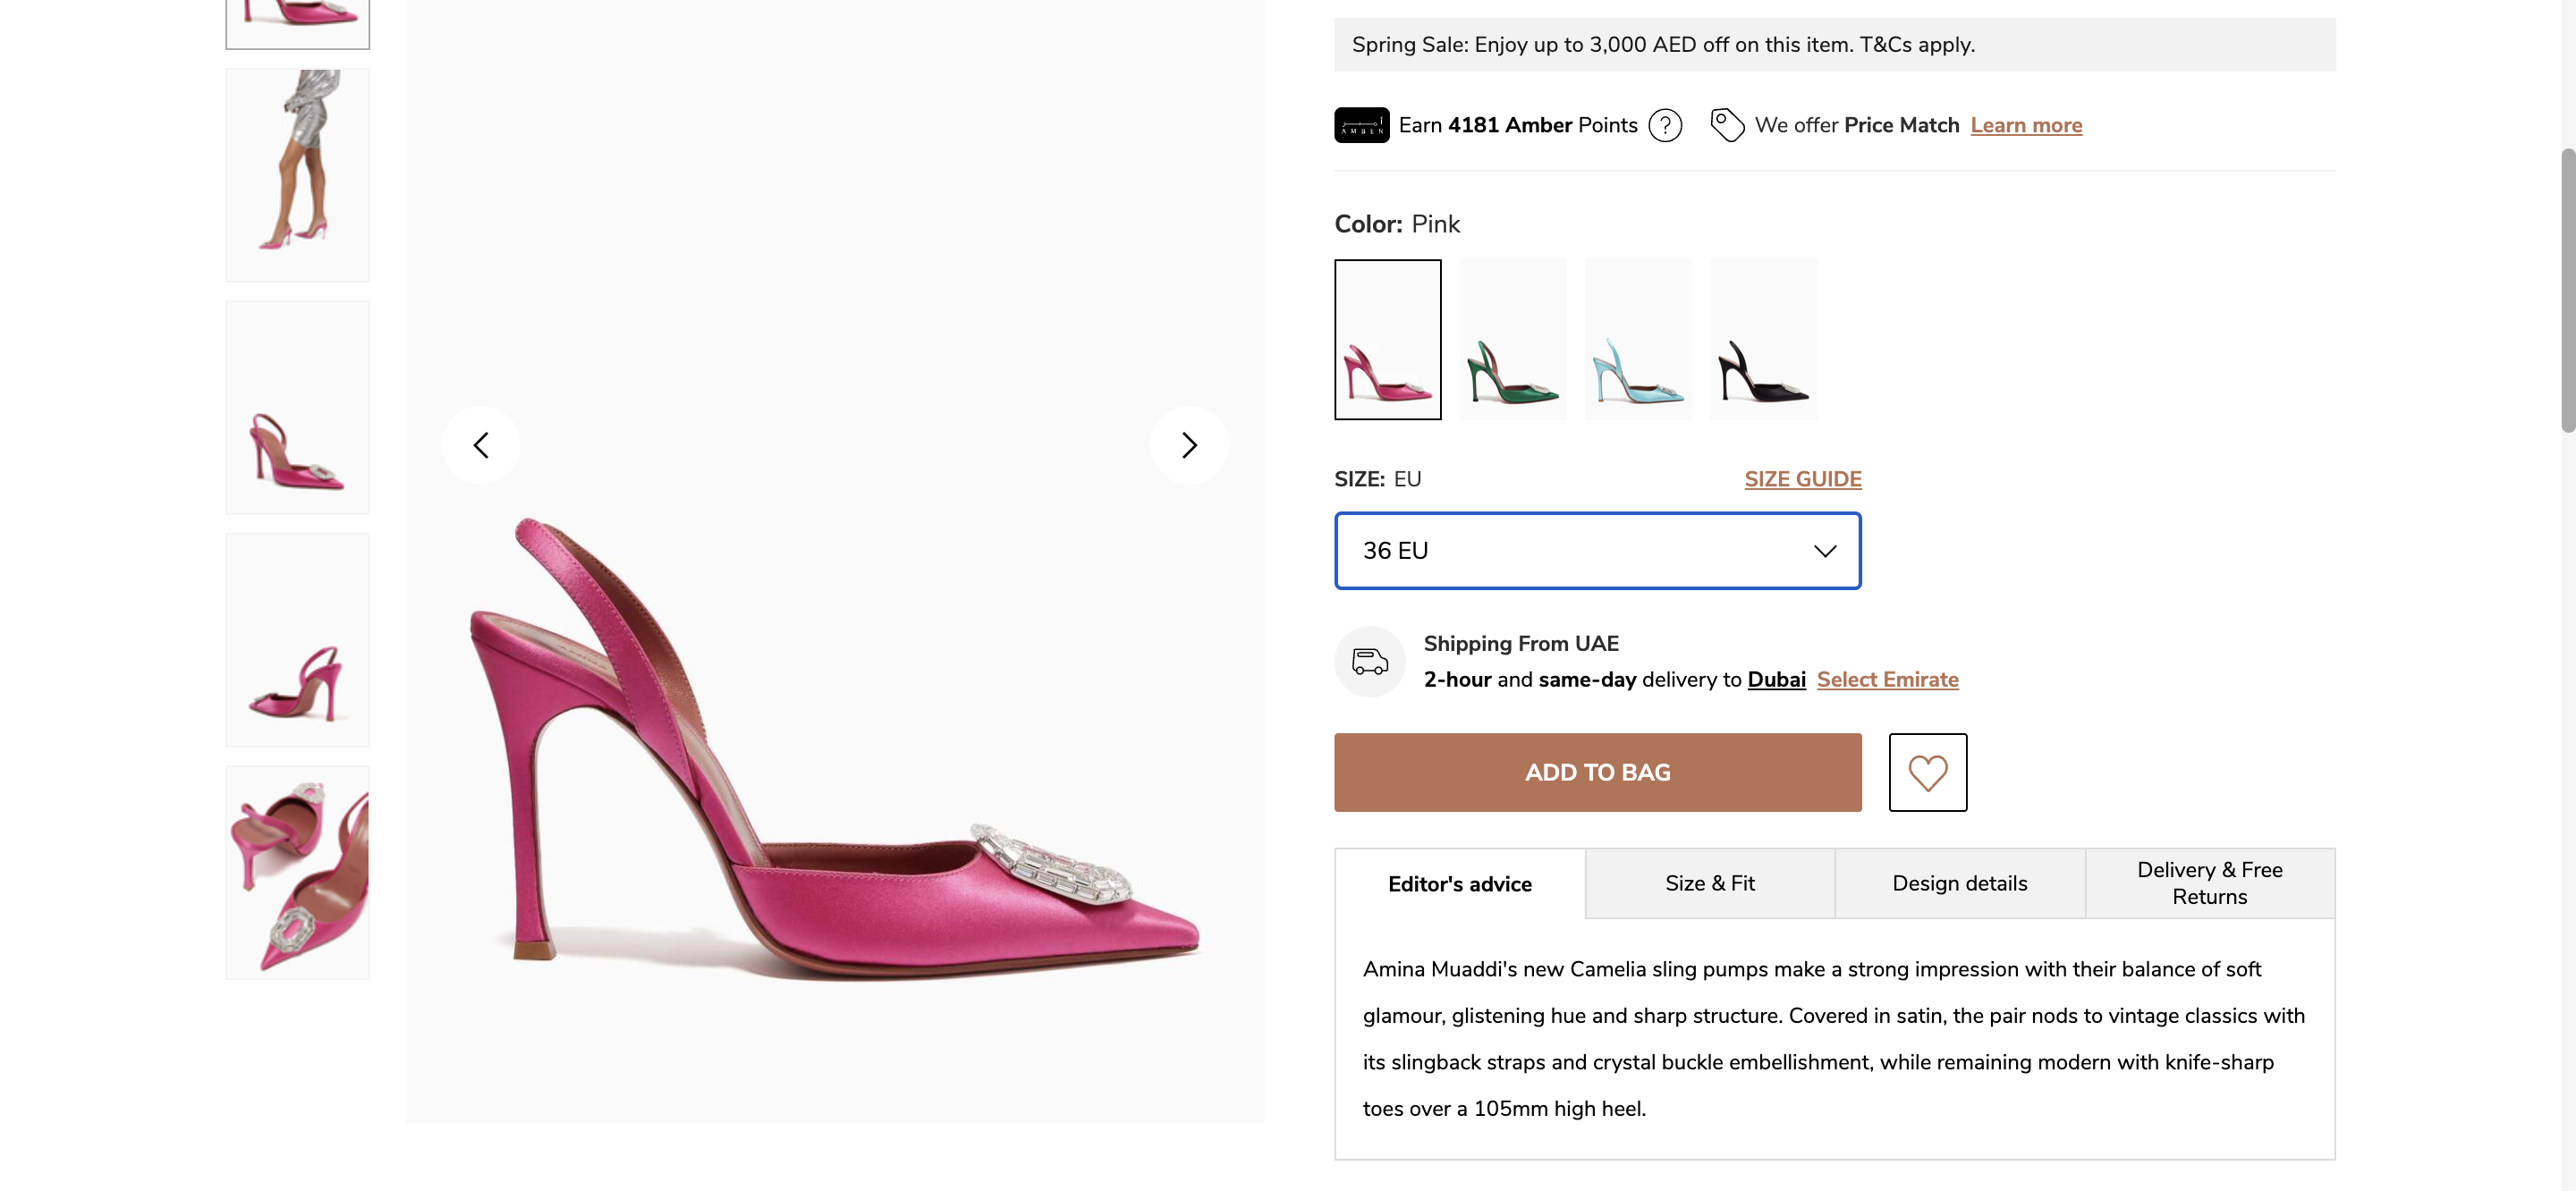 Spring Sale: Enjoy up to 3,000 AED off on this item. T&Cs apply.
AMBER Earn 4181 Amber Points ? We offer Price Match Learn more
Color: Pink
SIZE: EU SIZE GUIDE
36 EU
Shipping From UAE
2-hour and same-day delivery to Dubai Select Emirate
ADD TO BAG
Editor's advice
Size & Fit
Design details
Delivery & Free
Returns
Amina Muaddi's new Camelia sling pumps make a strong impression with their balance of soft
glamour, glistening hue and sharp structure. Covered in satin, the pair nods to vintage classics with
its slingback straps and crystal buckle embellishment, while remaining modern with knife-sharp
toes over a 105mm high heel.